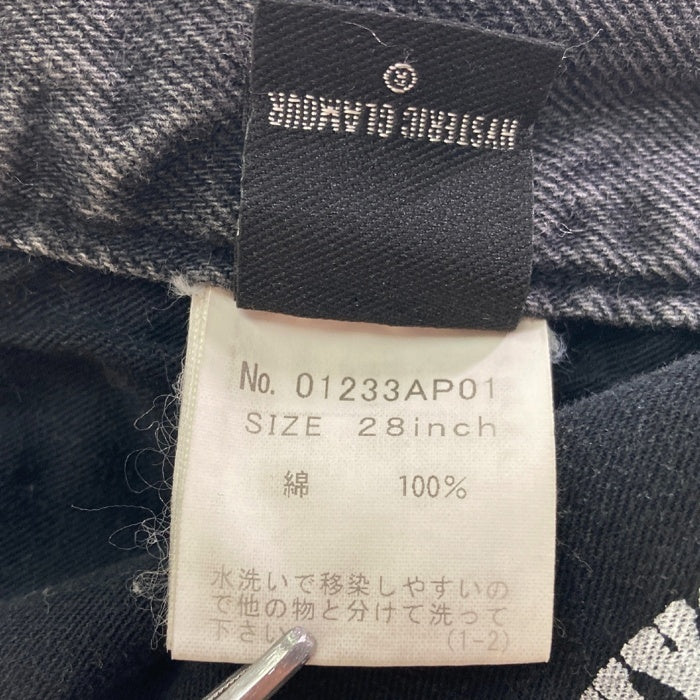 ®
HYSTERIC GLAMOUR
No. 01233AP01
SIZE 28inch
綿 100%
水洗いで移染しやすいの
で他の物と分けて洗って
下さい
(1-2)